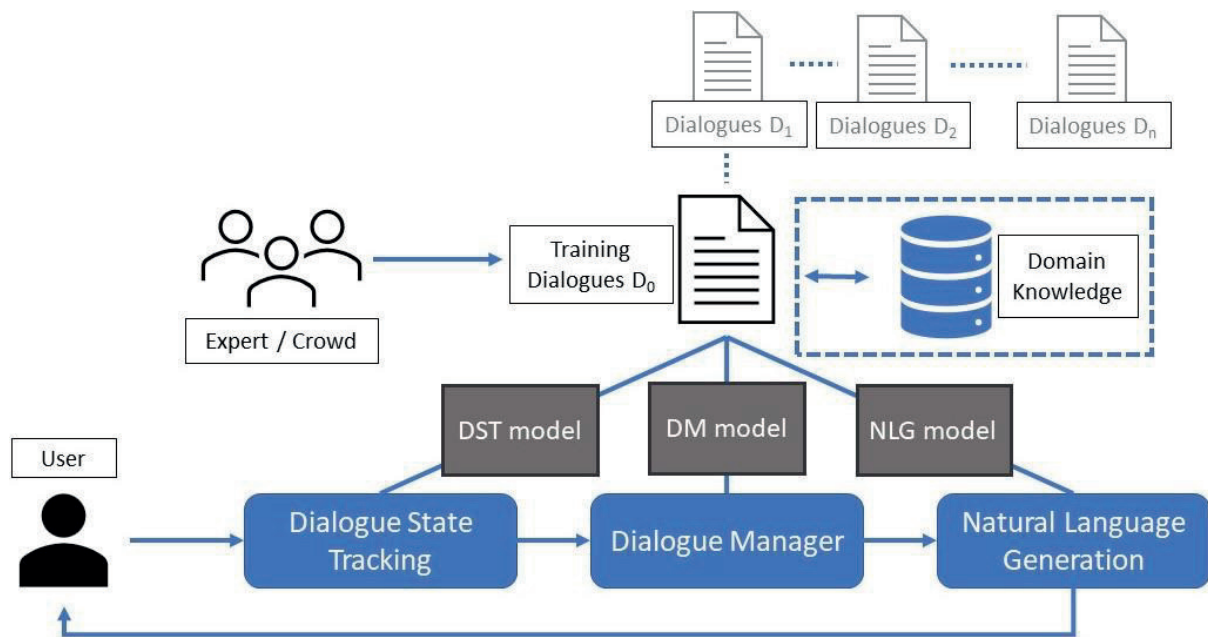 Dialogues D₁
Dialogues D₂
Dialogues Dₙ
Training
Dialogues D₀
Domain
Knowledge
Expert / Crowd
DST model
DM model
NLG model
User
Dialogue State
Tracking
Dialogue Manager
Natural Language
Generation